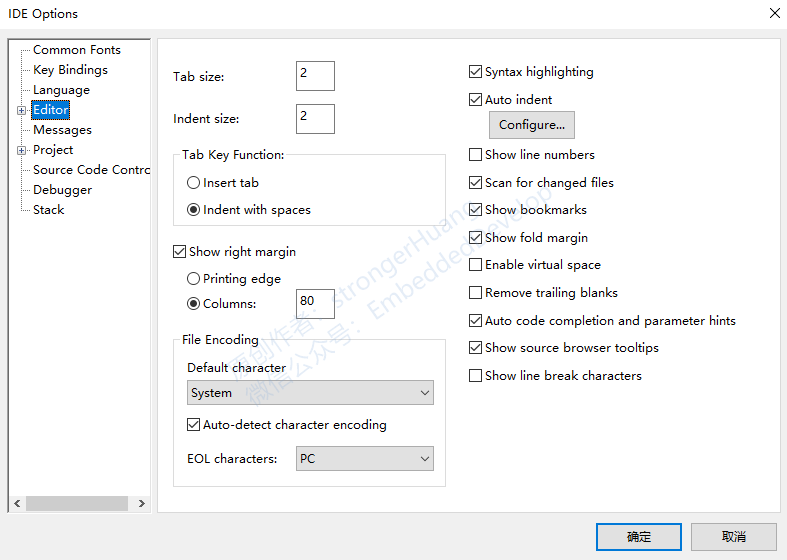 IDE Options
Common Fonts
Key Bindings
Language
Editor
Messages
Project
Source Code Contro
Debugger
Stack
Tab size:
2
Indent size:
2
Tab Key Function:
Insert tab
Indent with spaces
Show right margin
Printing edge
Columns:
80
File Encoding
Default character
System
Auto-detect character encoding
EOL characters:
PC
Syntax highlighting
Auto indent
Configure...
Show line numbers
Scan for changed files
Show bookmarks
Show fold margin
Enable virtual space
Remove trailing blanks
Auto code completion and parameter hints
Show source browser tooltips
Show line break characters
原创作者：strongerHuang
微信公众号：EmbeddedDevelop
确定
取消